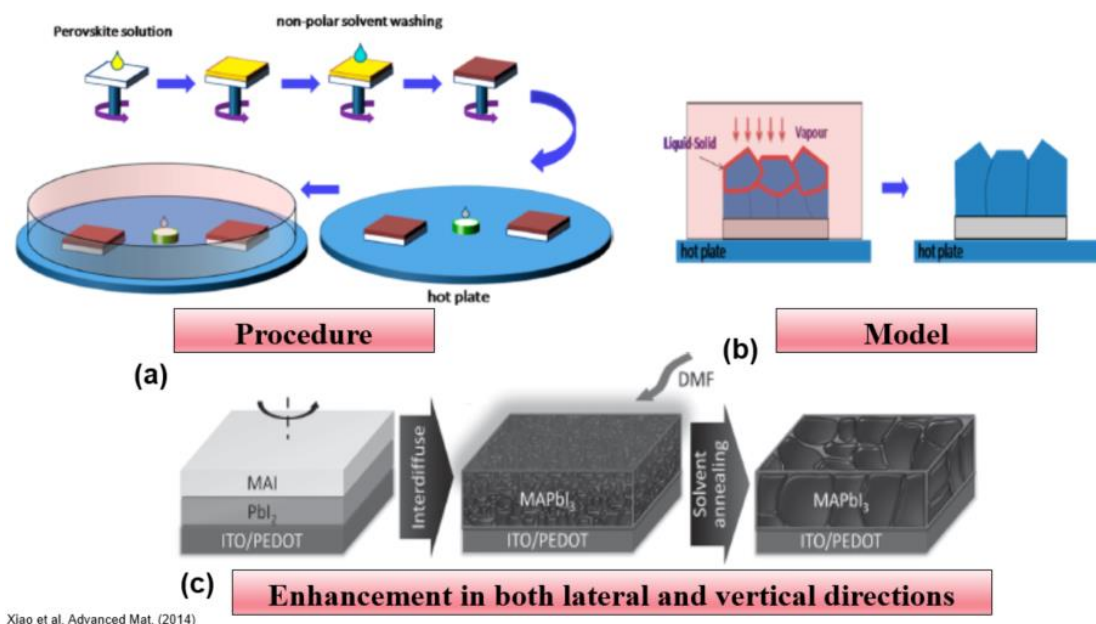 non-polar solvent washing
Perovskite solution
hot plate
Procedure
(a)
Vapour
Liquid-Solid
hot plate
hot plate
(b)
Model
DMF
MAI
PbI2
ITO/PEDOT
Interdiffuse
MAPbI3
ITO/PEDOT
Solvent
annealing
MAPbI3
ITO/PEDOT
(c)
Enhancement in both lateral and vertical directions
Xiao et al. Advanced Mat. (2014)